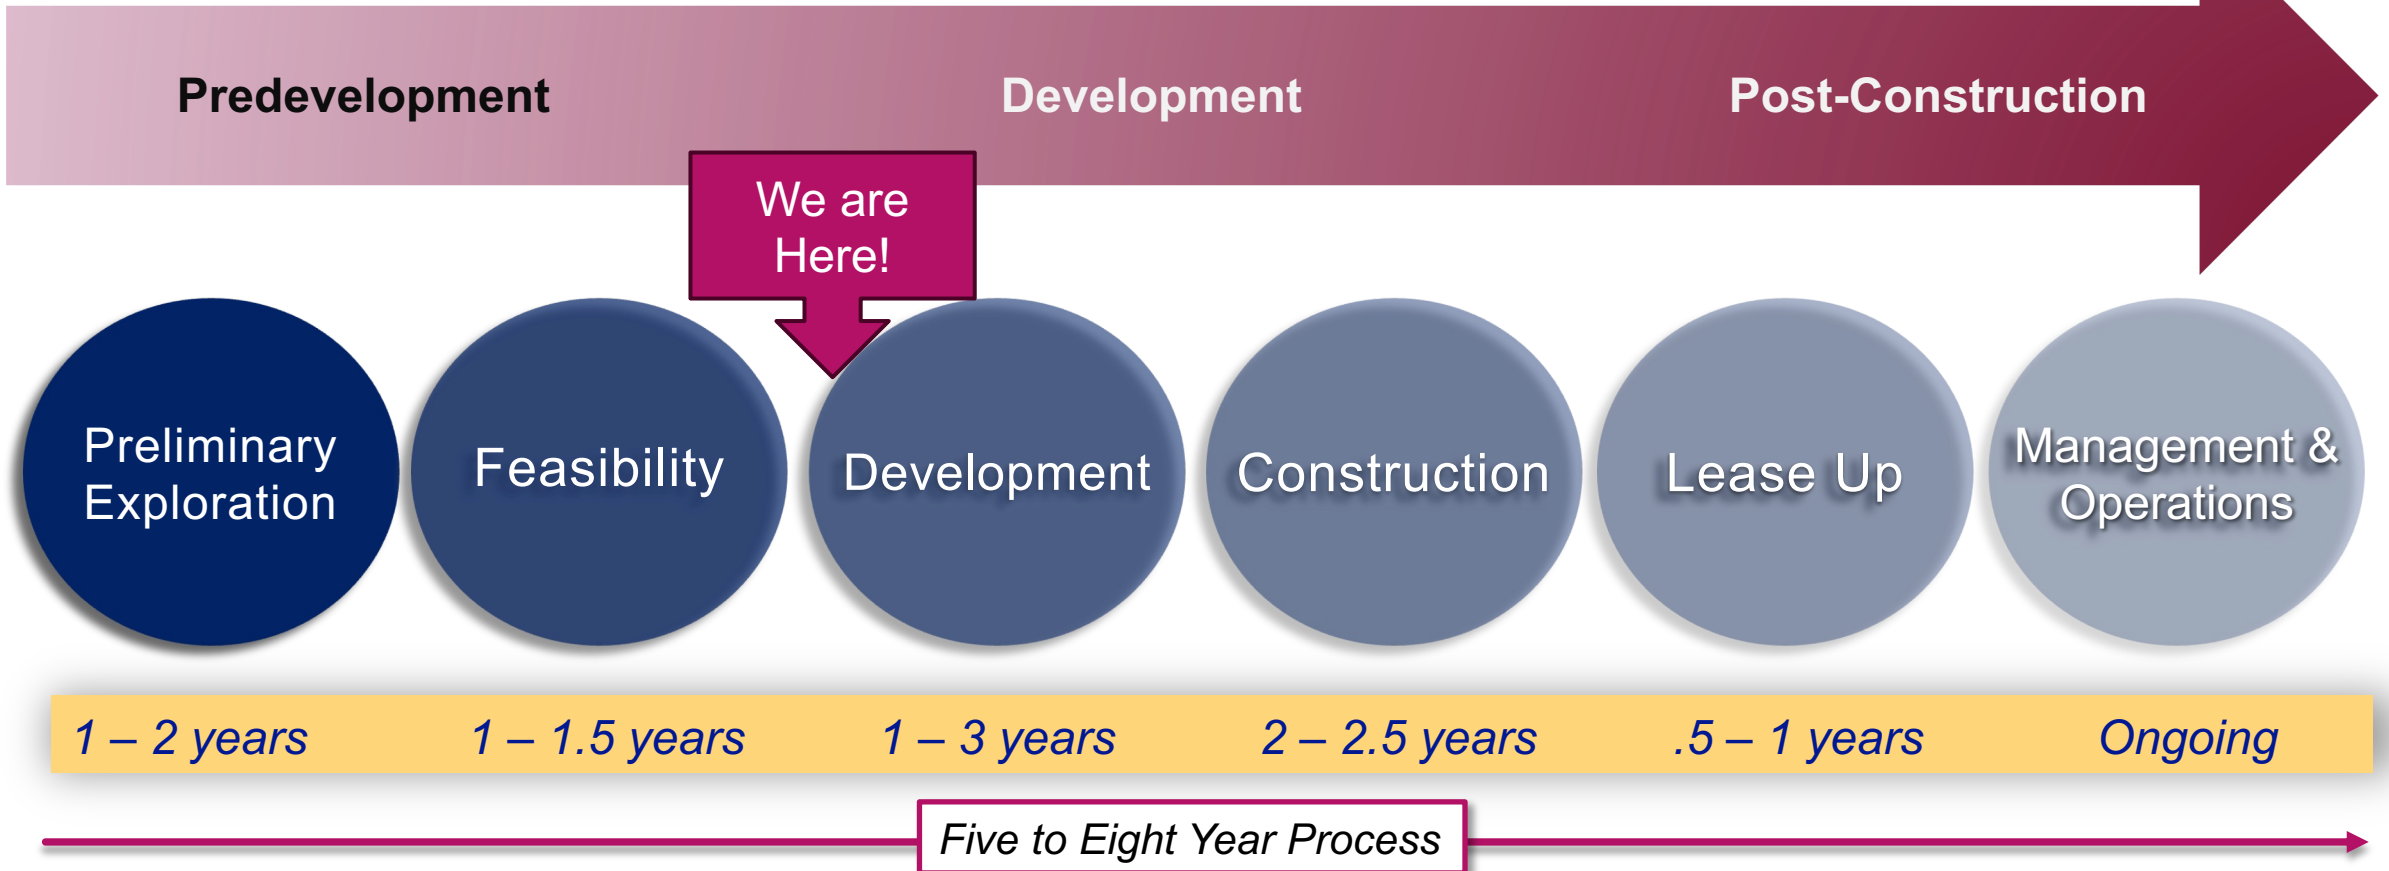 Predevelopment
Development
Post-Construction
We are
Here!
Preliminary
Exploration
Feasibility
Development
Construction
Lease Up
Management &
Operations
1 – 2 years
1 – 1.5 years
1 – 3 years
2 – 2.5 years
.5 – 1 years
Ongoing
Five to Eight Year Process